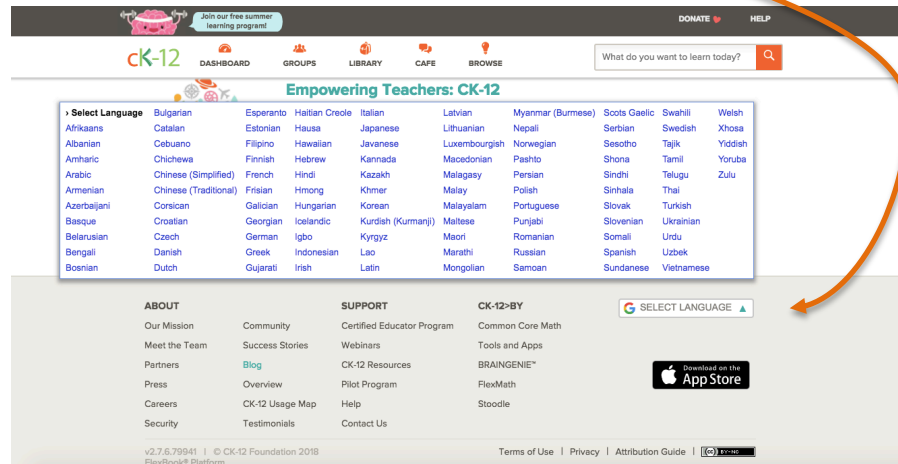 Join our free summer
learning program!
DONATE HELP
cK-12 DASHBOARD GROUPS LIBRARY CAFE BROWSE What do you want to learn today?
Empowering Teachers: CK-12
› Select Language Bulgarian Esperanto Haitian Creole Italian Latvian Myanmar (Burmese) Scots Gaelic Swahili Welsh
Afrikaans Catalan Estonian Hausa Japanese Lithuanian Nepali Serbian Swedish Xhosa
Albanian Cebuano Filipino Hawaiian Javanese Luxembourgish Norwegian Sesotho Tajik Yiddish
Amharic Chichewa Finnish Hebrew Kannada Macedonian Pashto Shona Tamil Yoruba
Arabic Chinese (Simplified) French Hindi Kazakh Malagasy Persian Sindhi Telugu Zulu
Armenian Chinese (Traditional) Frisian Hmong Khmer Malay Polish Sinhala Thai
Azerbaijani Corsican Galician Hungarian Korean Malayalam Portuguese Slovak Turkish
Basque Croatian Georgian Icelandic Kurdish (Kurmanji) Maltese Punjabi Slovenian Ukrainian
Belarusian Czech German Igbo Kyrgyz Maori Romanian Somali Urdu
Bengali Danish Greek Indonesian Lao Marathi Russian Spanish Uzbek
Bosnian Dutch Gujarati Irish Latin Mongolian Samoan Sundanese Vietnamese
ABOUT SUPPORT CK-12>BY G SELECT LANGUAGE
Our Mission Community Certified Educator Program Common Core Math
Meet the Team Success Stories Webinars Tools and Apps
Partners Blog CK-12 Resources BRAINGENIE™
Press Overview Pilot Program FlexMath
Careers CK-12 Usage Map Help Stoodle
Security Testimonials Contact Us
Download on the
App Store
v2.7.6.79941 | © CK-12 Foundation 2018 Terms of Use | Privacy | Attribution Guide | (cc) BY-NC
FlexBook® Platform